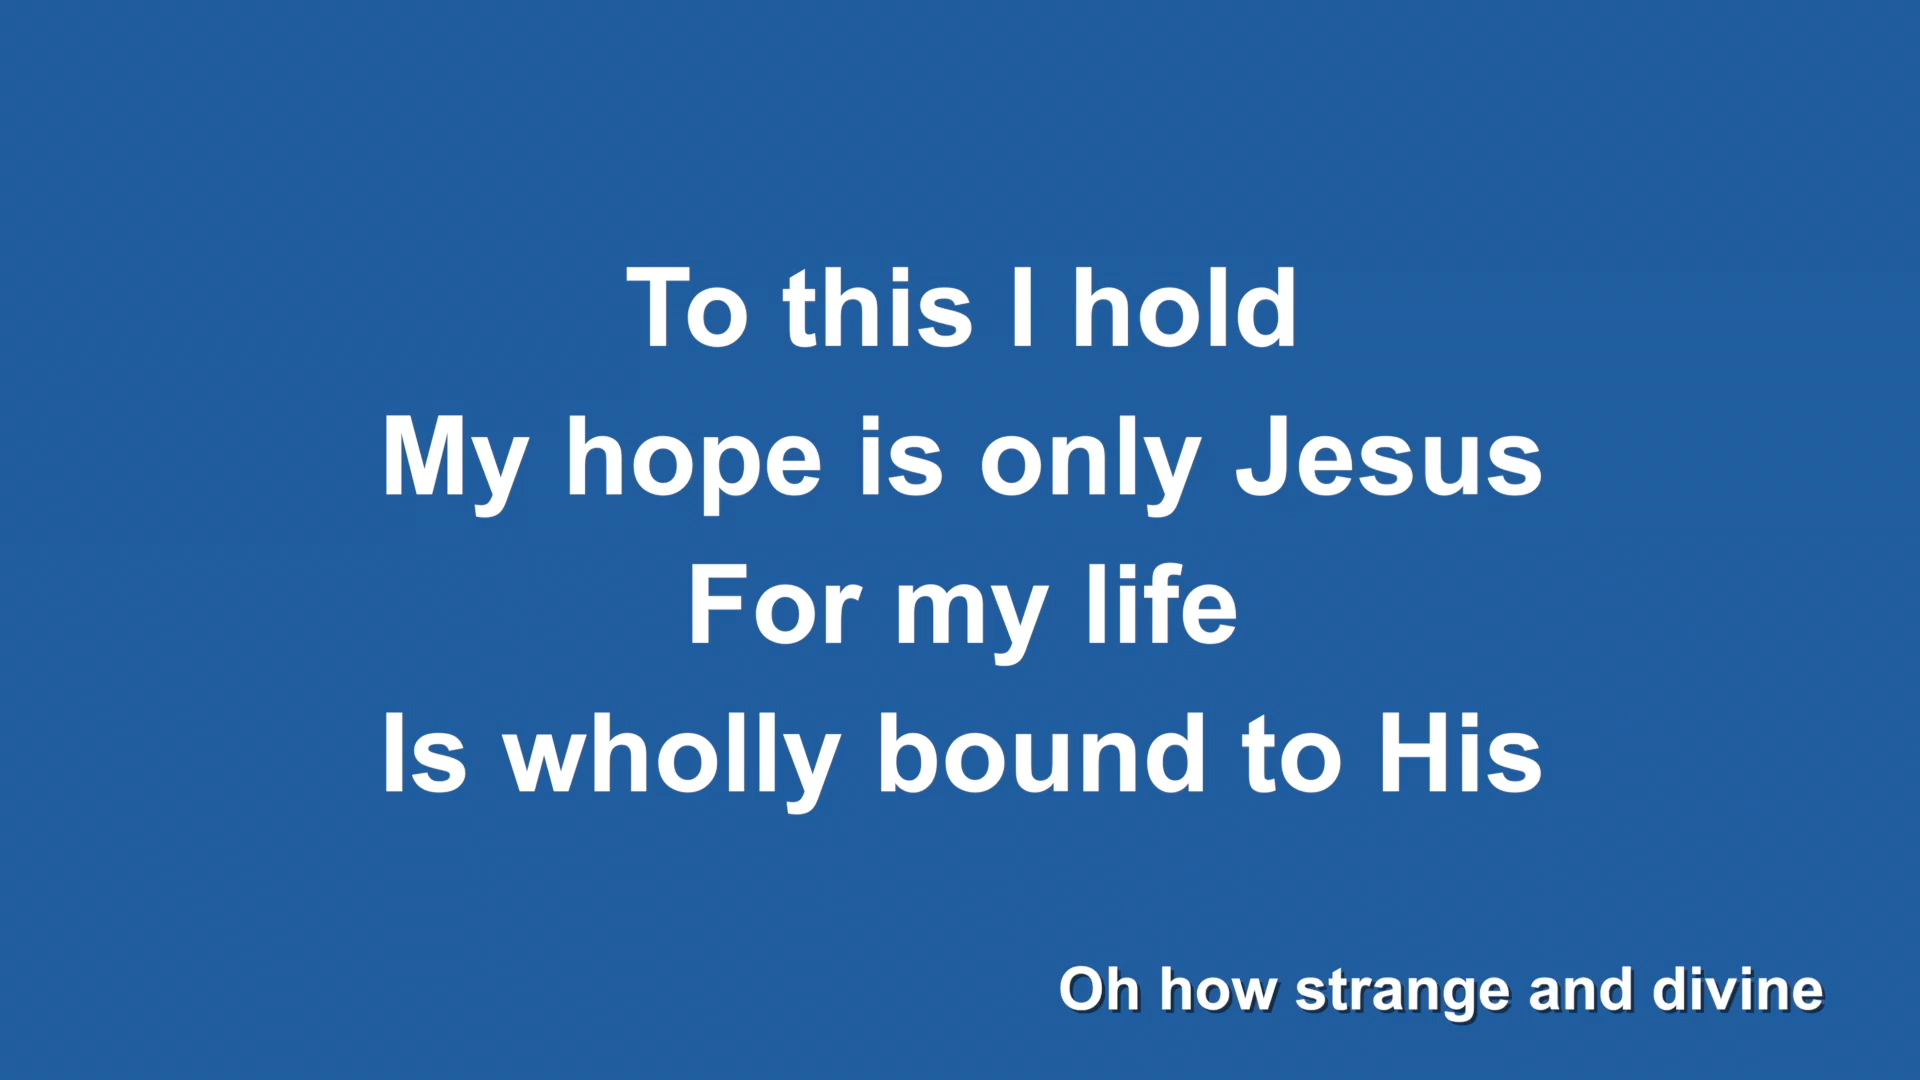 To this I hold
My hope is only Jesus
For my life
Is wholly bound to His
Oh how strange and divine